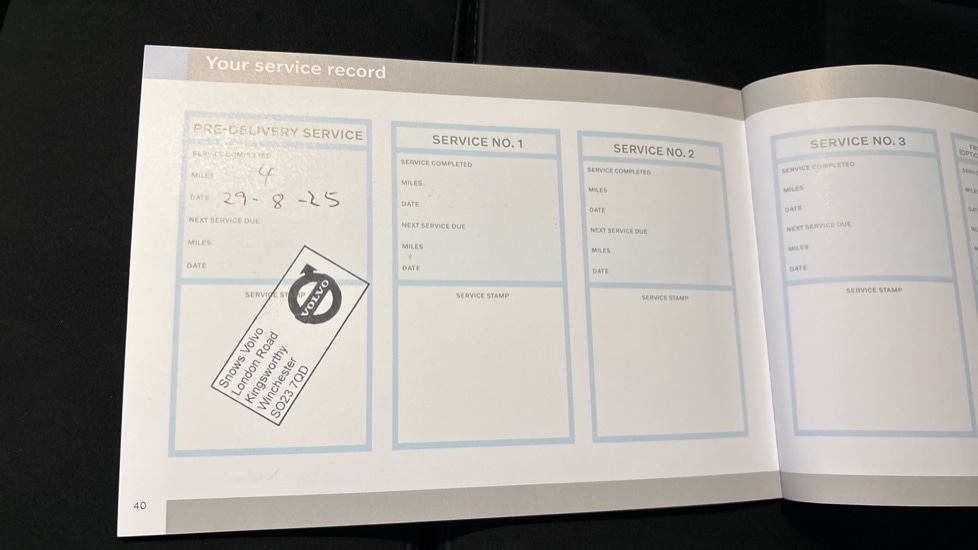 Your service record
PRE-DELIVERY SERVICE
SERVICE COMPLETED
MILES 4
DATE 29-8-25
NEXT SERVICE DUE
MILES
DATE
SERVICE STAMP
VOLVO
Snows Volvo
London Road
Kingsworthy
Winchester
SO23 7QD
SERVICE NO. 1
SERVICE COMPLETED
MILES
DATE
NEXT SERVICE DUE
MILES
DATE
SERVICE STAMP
SERVICE NO. 2
SERVICE COMPLETED
MILES
DATE
NEXT SERVICE DUE
MILES
DATE
SERVICE STAMP
40
SERVICE NO. 3
SERVICE COMPLETED
MILES
DATE
NEXT SERVICE DUE
MILES
DATE
SERVICE STAMP